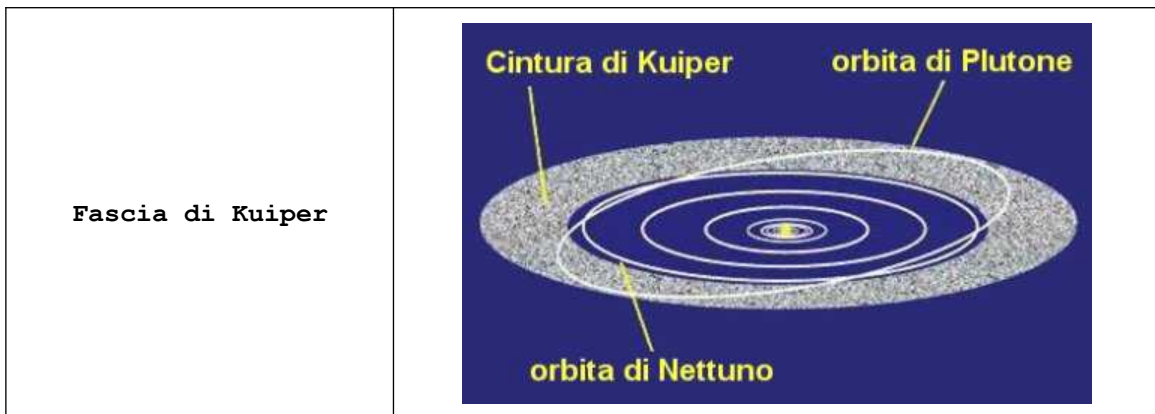 Fascia di Kuiper
Cintura di Kuiper
orbita di Plutone
orbita di Nettuno